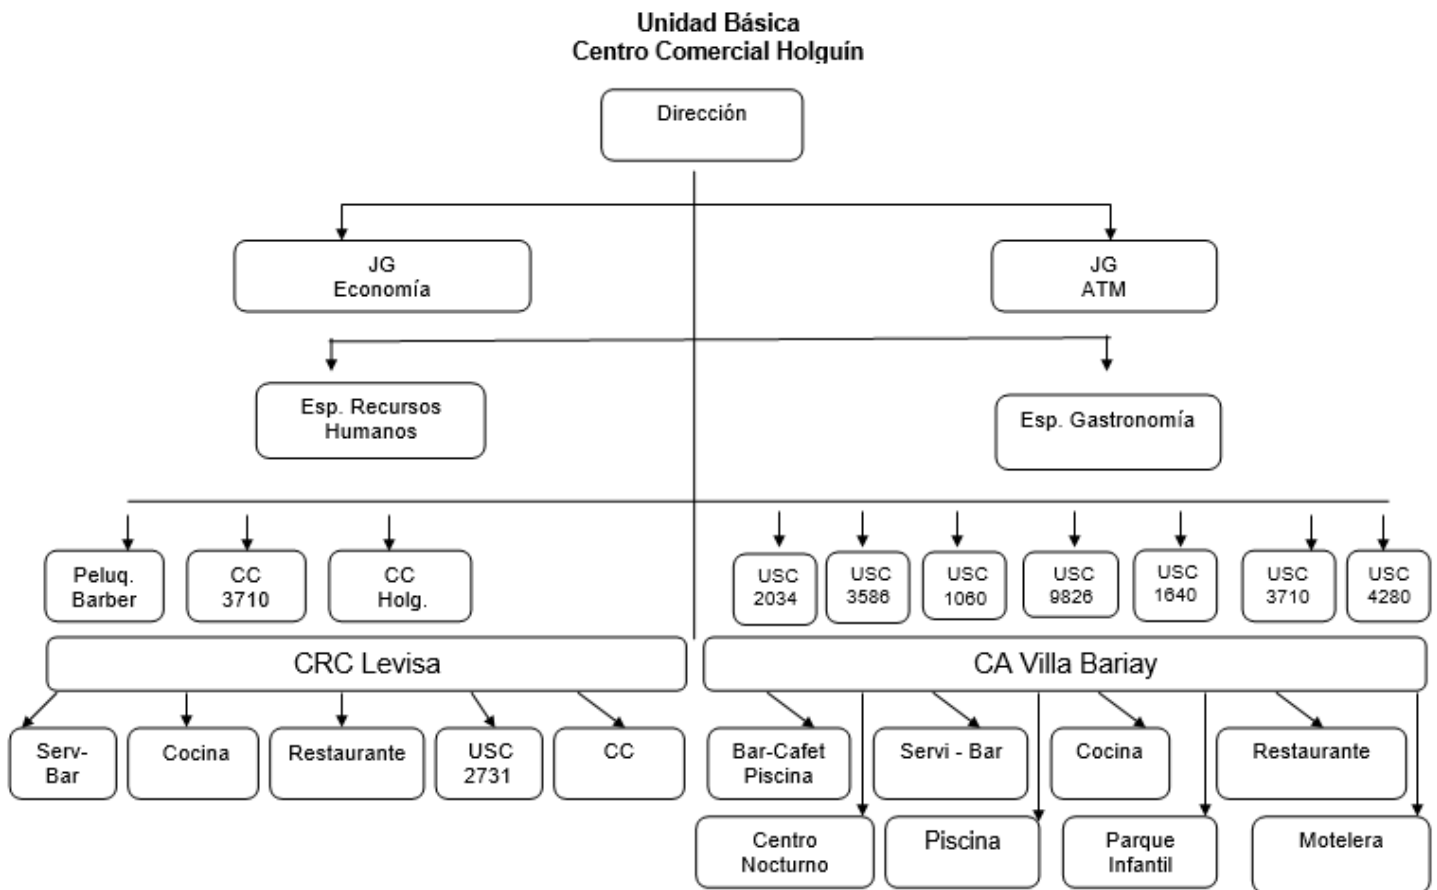 Unidad Básica
Centro Comercial Holguín
Dirección
JG
Economía
JG
ATM
Esp. Recursos
Humanos
Esp. Gastronomía
Peluq.
Barber
CC
3710
CC
Holg.
USC
2034
USC
3586
USC
1060
USC
9826
USC
1640
USC
3710
USC
4280
CRC Levisa
CA Villa Bariay
Serv-
Bar
Cocina
Restaurante
USC
2731
CC
Bar-Cafet
Piscina
Servi - Bar
Cocina
Restaurante
Centro
Nocturno
Piscina
Parque
Infantil
Motelera